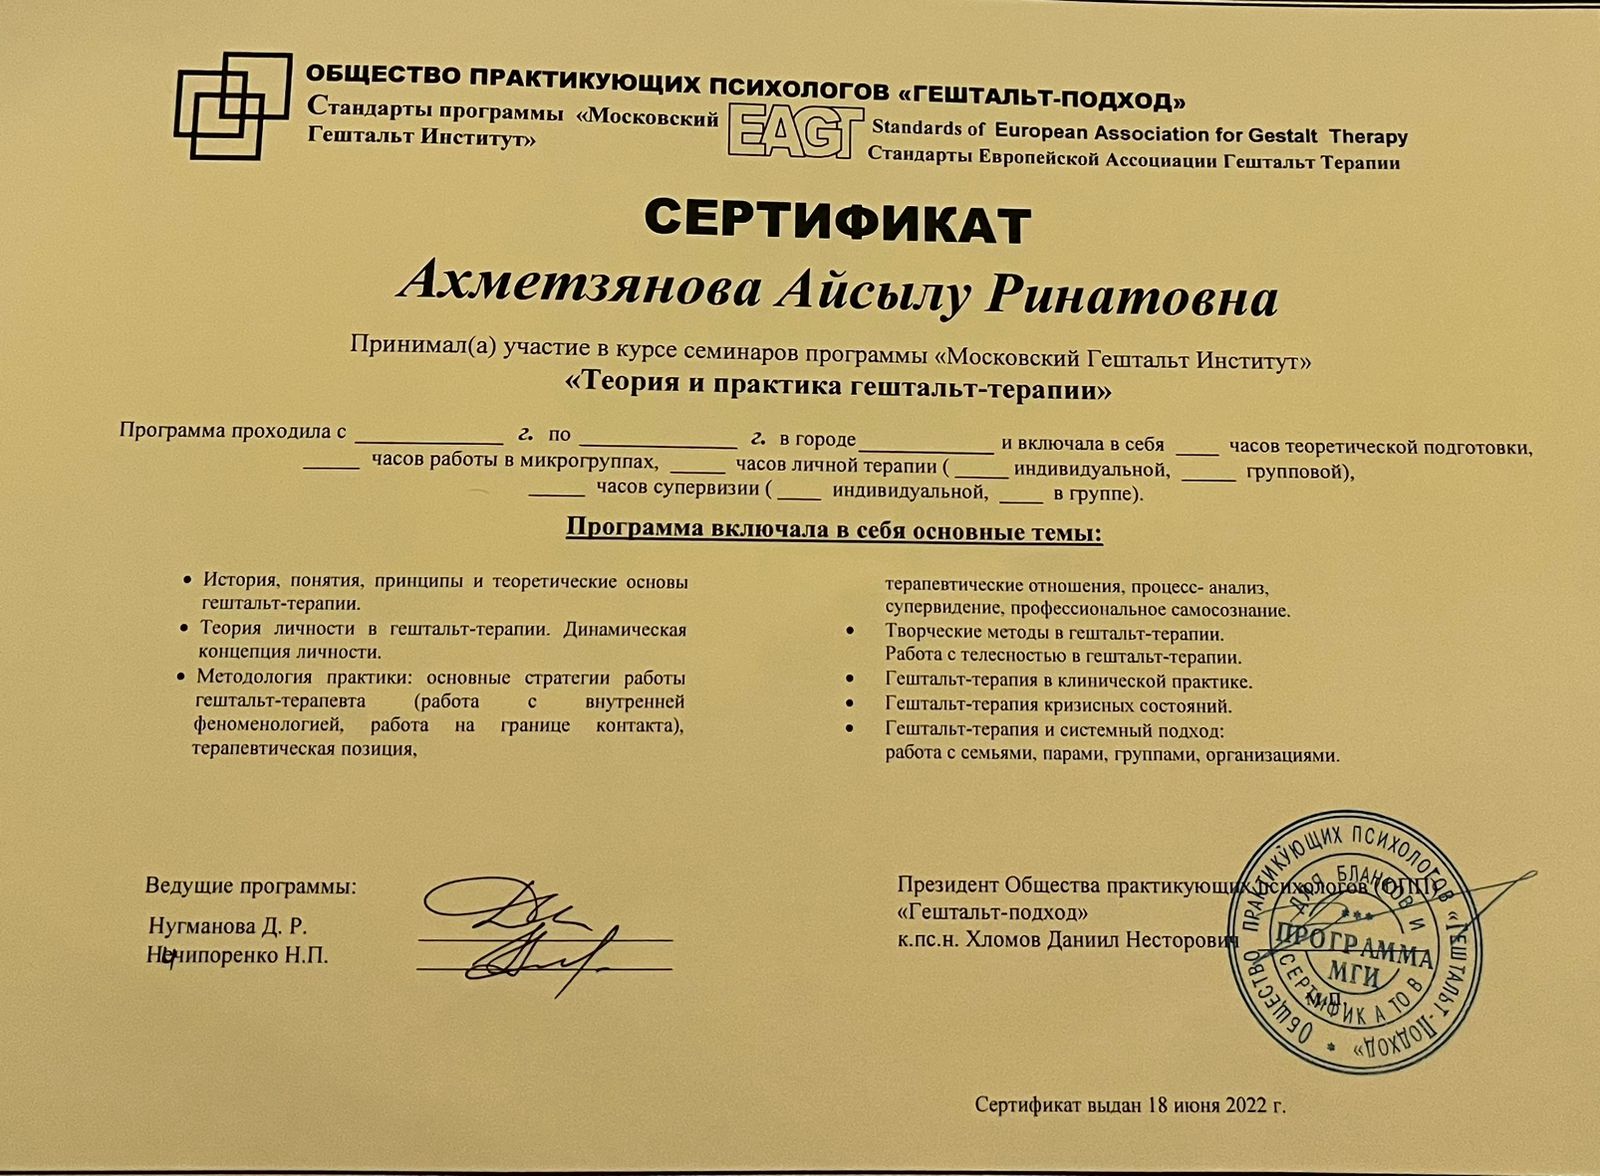 ОБЩЕСТВО ПРАКТИКУЮЩИХ ПСИХОЛОГОВ «ГЕШТАЛЬТ-ПОДХОД»
Стандарты программы «Московский
Гештальт Институт»
EAGT
Standards of European Association for Gestalt Therapy
Стандарты Европейской Ассоциации Гештальт Терапии
СЕРТИФИКАТ
Ахметзянова Айсылу Ринатовна
Принимал(а) участие в курсе семинаров программы «Московский Гештальт Институт»
«Теория и практика гештальт-терапии»
Программа проходила с ____________ г. по ____________ г. в городе ___________ и включала в себя ____ часов теоретической подготовки,
_____ часов работы в микрогруппах, _____ часов личной терапии ( _____ индивидуальной, _____ групповой),
_____ часов супервизии ( ____ индивидуальной, ____ в группе).
Программа включала в себя основные темы:
• История, понятия, принципы и теоретические основы
гештальт-терапии.
• Теория личности в гештальт-терапии. Динамическая
концепция личности.
• Методология практики: основные стратегии работы
гештальт-терапевта (работа с внутренней
феноменологией, работа на границе контакта),
терапевтическая позиция,
терапевтические отношения, процесс- анализ,
супервидение, профессиональное самосознание.
• Творческие методы в гештальт-терапии.
Работа с телесностью в гештальт-терапии.
• Гештальт-терапия в клинической практике.
• Гештальт-терапия кризисных состояний.
• Гештальт-терапия и системный подход:
работа с семьями, парами, группами, организациями.
Ведущие программы:
Нугманова Д. Р.
Нечипоренко Н.П.
Президент Общества практикующих психологов (ОПП)
«Гештальт-подход»
к.пс.н. Хломов Даниил Несторович
М.П.
ОБЩЕСТВО ПРАКТИКУЮЩИХ ПСИХОЛОГОВ «ГЕШТАЛЬТ-ПОДХОД»
ДЛЯ БЛАНКОВ И СЕРТИФИКАТОВ
ПРОГРАММА
МГИ
Сертификат выдан 18 июня 2022 г.